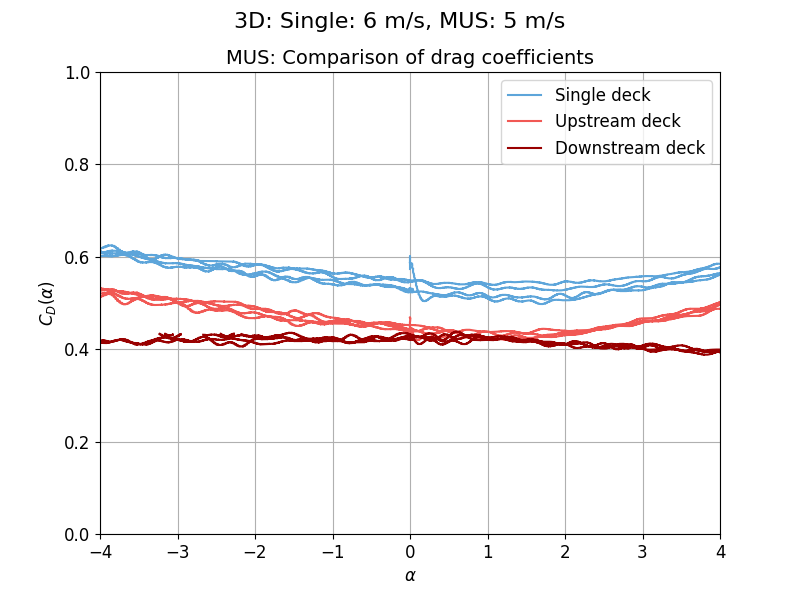 3D: Single: 6 m/s, MUS: 5 m/s
MUS: Comparison of drag coefficients
1.0
0.8
0.6
0.4
0.2
0.0
C_D(α)
Single deck
Upstream deck
Downstream deck
−4 −3 −2 −1 0 1 2 3 4
α